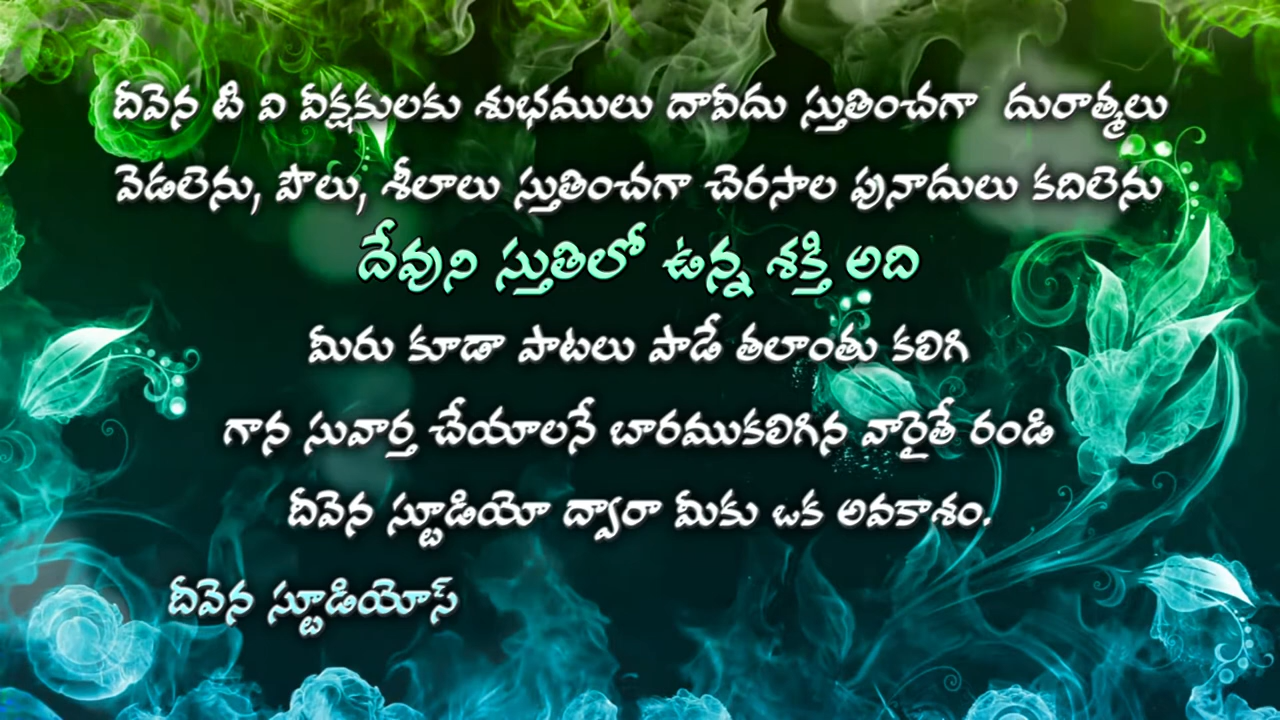 దీవెన టి వి వీక్షకులకు శుభములు దావీదు స్తుతించగా దురాత్మలు
వెడలెను, పౌలు, శీలాలు స్తుతించగా చెరసాల పునాదులు కదిలెను
దేవుని స్తుతిలో ఉన్న శక్తి అది
మీరు కూడా పాటలు పాడే తలాంతు కలిగి
గాన సువార్త చేయాలనే బారముకలిగిన వారైతే రండి
దీవెన స్టూడియో ద్వారా మీకు ఒక అవకాశం.
దీవెన స్టూడియోస్